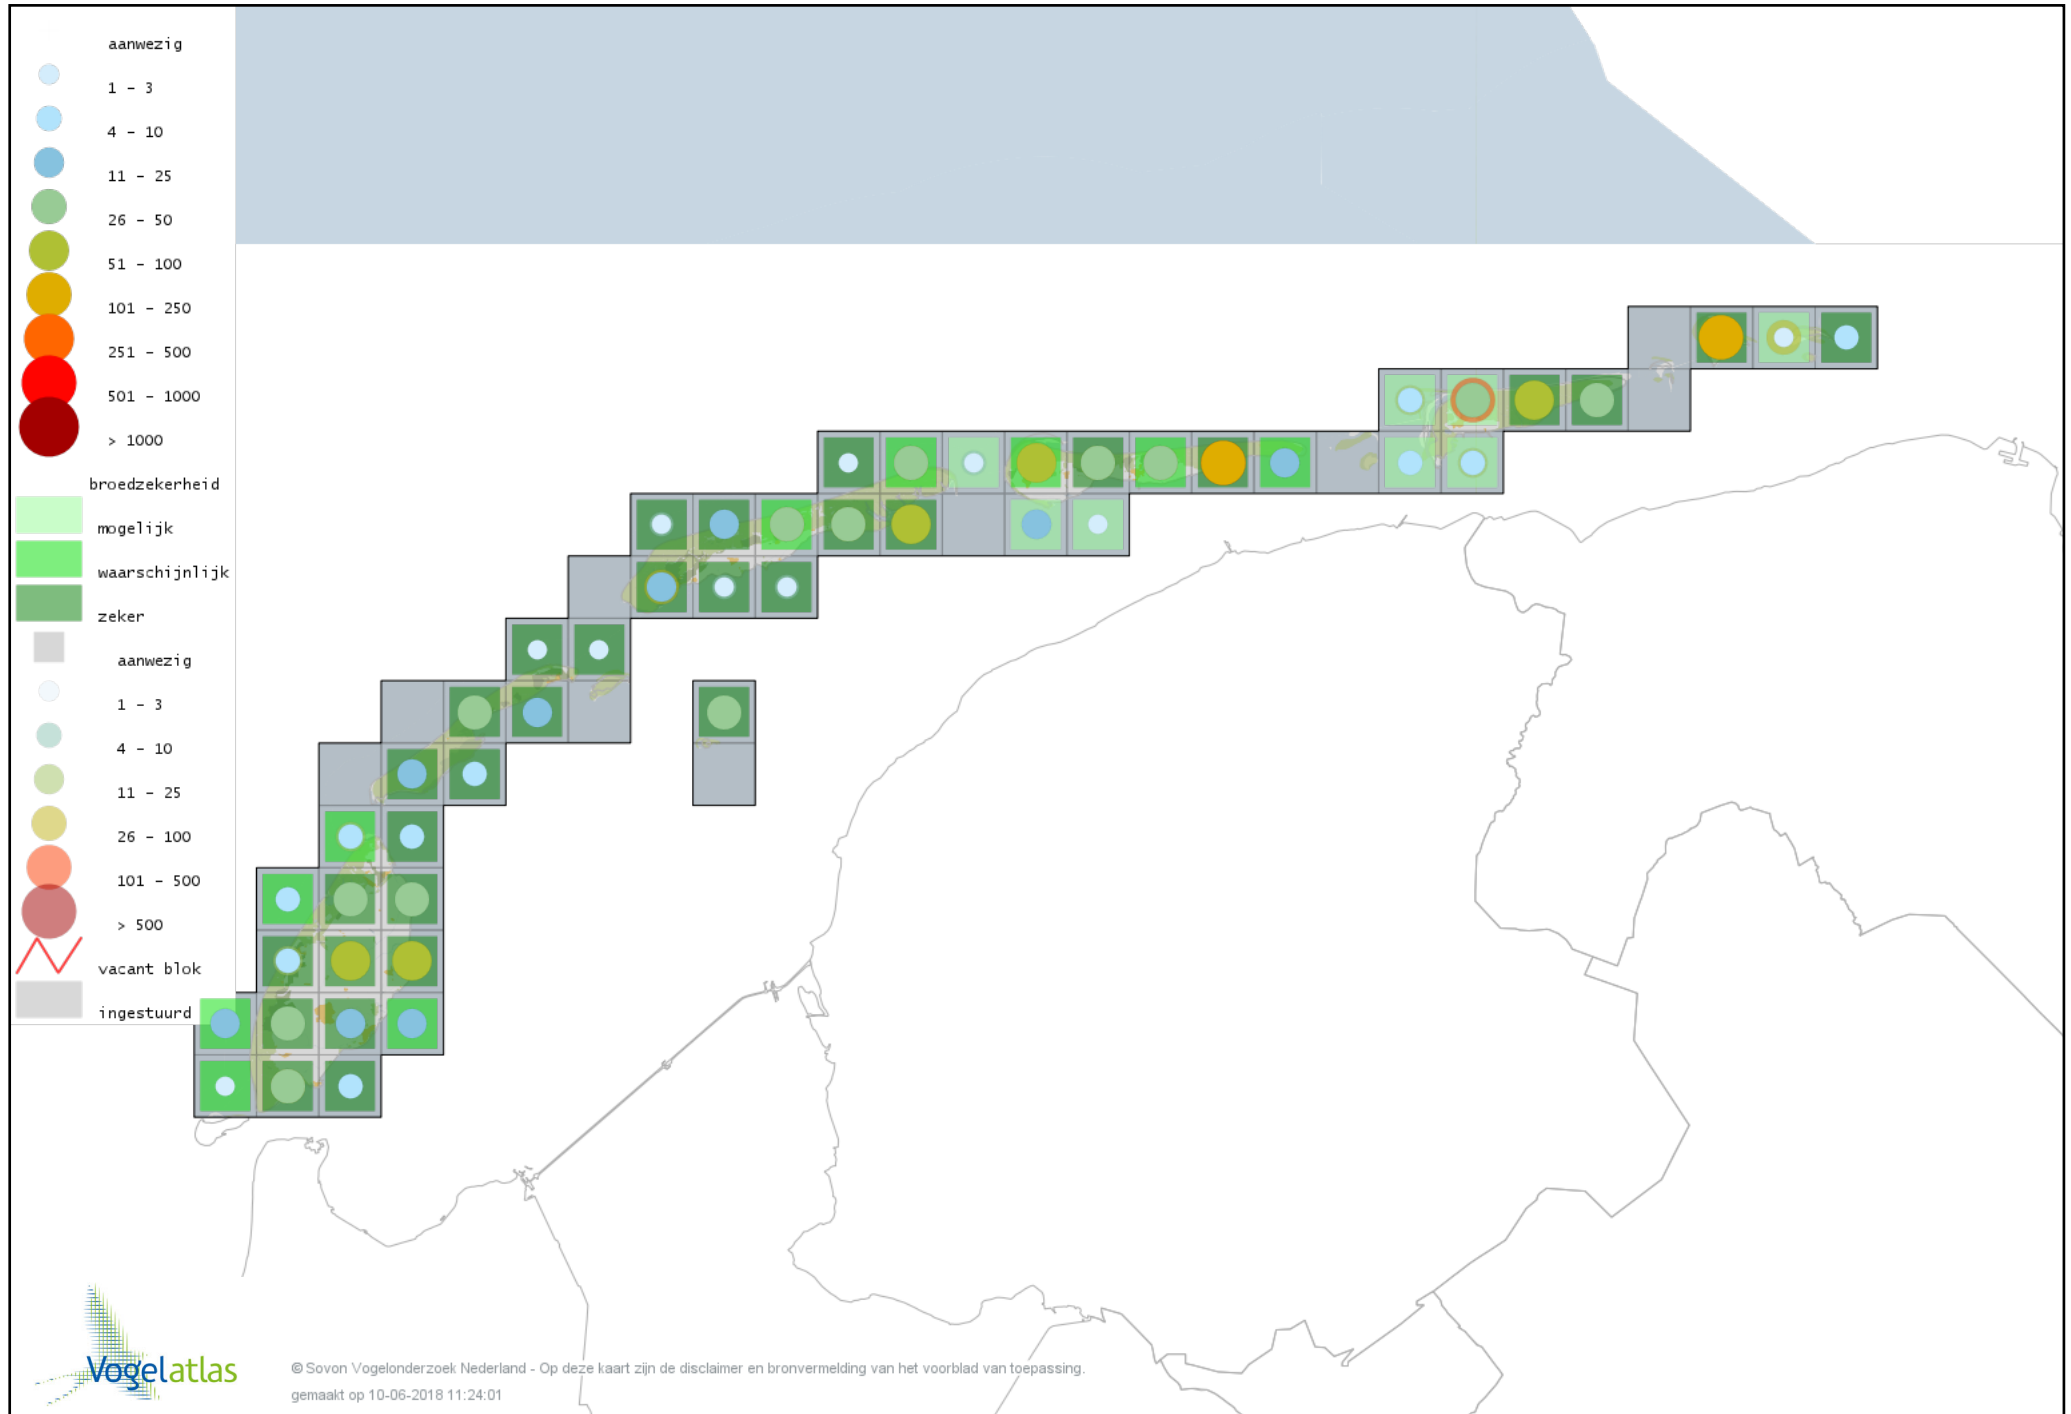 aanwezig
1 - 3
4 - 10
11 - 25
26 - 50
51 - 100
101 - 250
251 - 500
501 - 1000
> 1000
broedzekerheid
mogelijk
waarschijnlijk
zeker
aanwezig
1 - 3
4 - 10
11 - 25
26 - 100
101 - 500
> 500
vacant blok
ingestuurd
Vogelatlas
© Sovon Vogelonderzoek Nederland - Op deze kaart zijn de disclaimer en bronvermelding van het voorblad van toepassing.
gemaakt op 10-06-2018 11:24:01